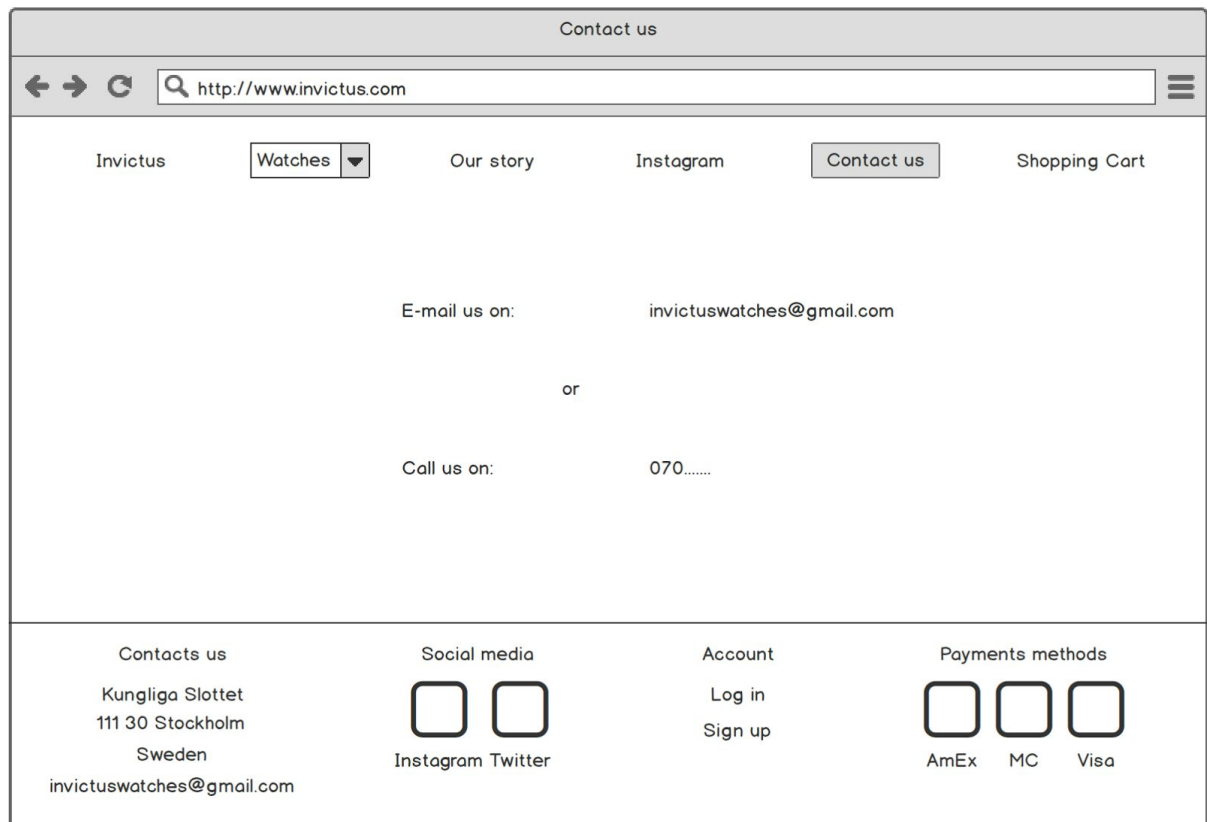 Contact us
http://www.invictus.com
Invictus Watches Our story Instagram Contact us Shopping Cart
E-mail us on: invictuswatches@gmail.com
or
Call us on: 070.......
Contacts us
Kungliga Slottet
111 30 Stockholm
Sweden
invictuswatches@gmail.com
Social media
Instagram Twitter
Account
Log in
Sign up
Payments methods
AmEx MC Visa